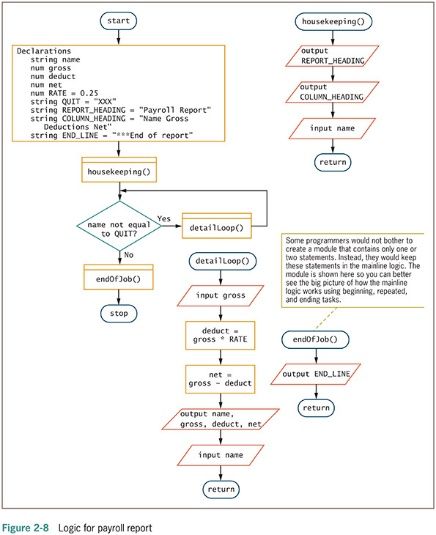 start
Declarations
string name
num gross
num deduct
num net
num RATE = 0.25
string QUIT = "XXX"
string REPORT_HEADING = "Payroll Report"
string COLUMN_HEADING = "Name Gross
Deductions Net"
string END_LINE = "***End of report"
housekeeping()
name not equal
to QUIT?
Yes
detailLoop()
No
endOfJob()
stop
housekeeping()
output
REPORT_HEADING
output
COLUMN_HEADING
input name
return
detailLoop()
input gross
deduct =
gross * RATE
net =
gross - deduct
output name,
gross, deduct, net
input name
return
Some programmers would not bother to
create a module that contains only one or
two statements. Instead, they would keep
these statements in the mainline logic. The
module is shown here so you can better
see the big picture of how the mainline
logic works using beginning, repeated,
and ending tasks.
endOfJob()
output END_LINE
return
Figure 2-8 Logic for payroll report